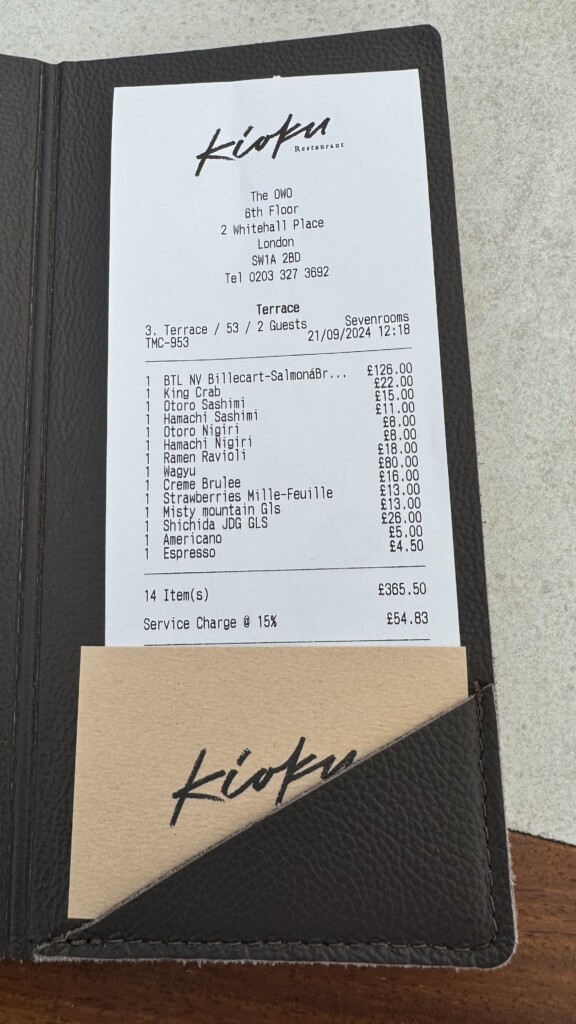 Kioku
Restaurant
The OWO
6th Floor
2 Whitehall Place
London
SW1A 2BD
Tel 0203 327 3692
Terrace
3. Terrace / 53 / 2 Guests Sevenrooms
TMC-953 21/09/2024 12:18
1 BTL NV Billecart-SalmonáBr... £126.00
1 King Crab £22.00
1 Otoro Sashimi £15.00
1 Hamachi Sashimi £11.00
1 Otoro Nigiri £8.00
1 Hamachi Nigiri £8.00
1 Ramen Ravioli £18.00
1 Wagyu £80.00
1 Creme Brulee £16.00
1 Strawberries Mille-Feuille £13.00
1 Misty mountain Gls £13.00
1 Shichida JDG GLS £26.00
1 Americano £5.00
1 Espresso £4.50
14 Item(s) £365.50
Service Charge @ 15% £54.83
Kioku